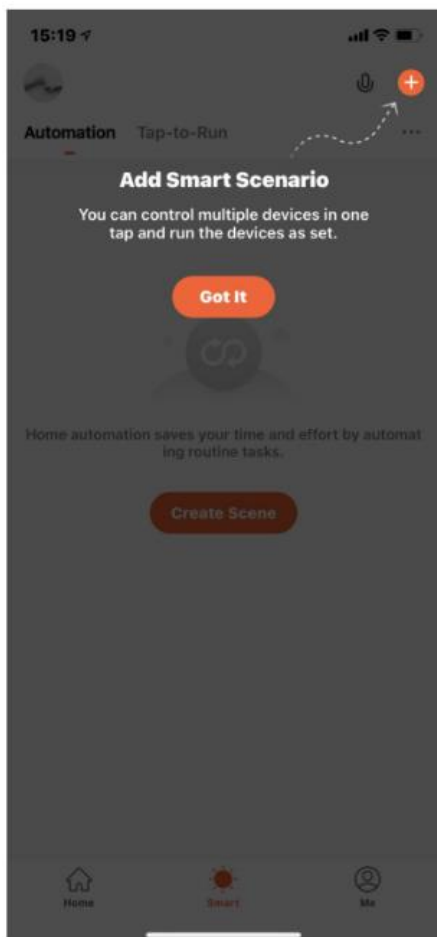 15:19
Automation Tap-to-Run ...
Add Smart Scenario
You can control multiple devices in one
tap and run the devices as set.
Got It
Home automation saves your time and effort by automat
ing routine tasks.
Create Scene
Home Smart Me